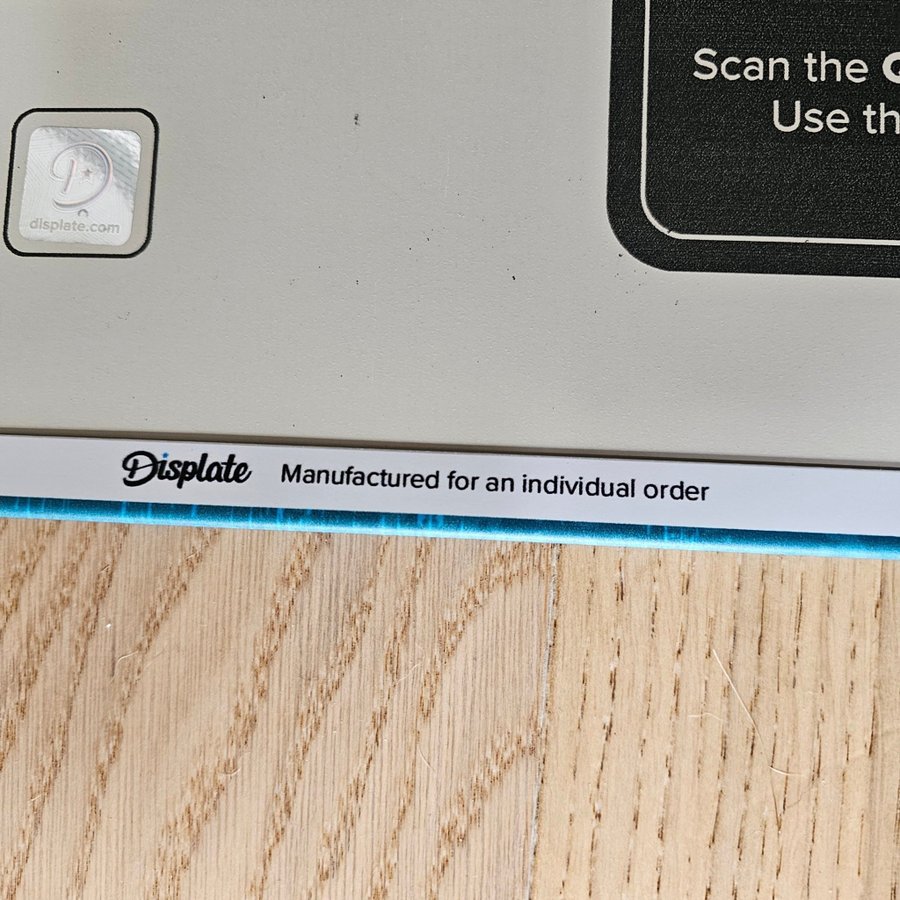 Scan the
Use th
displate.com
Displate Manufactured for an individual order